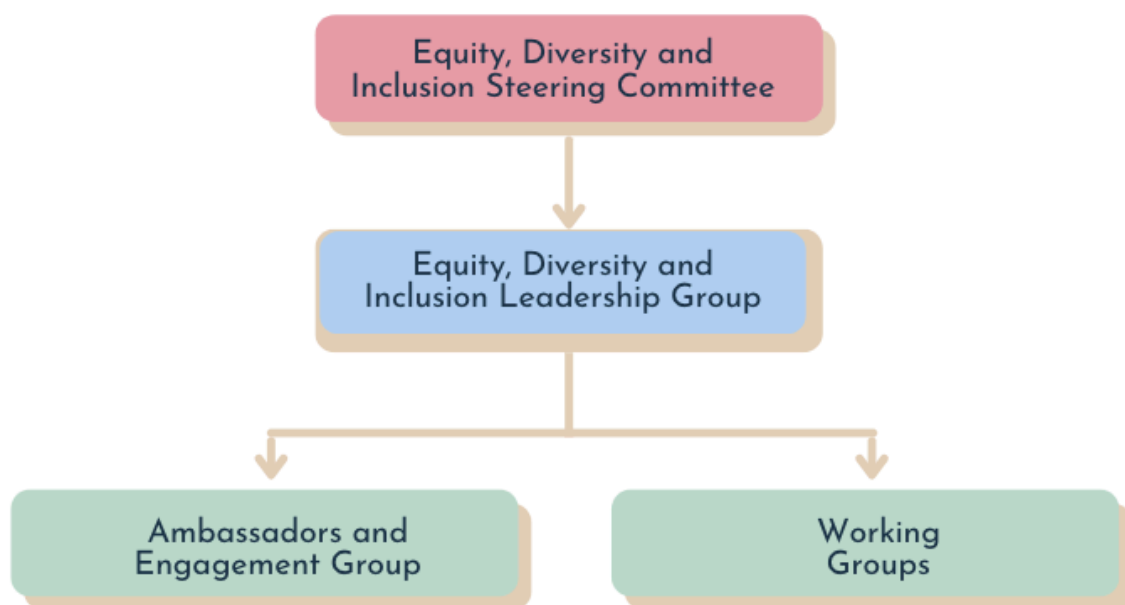 Equity, Diversity and
Inclusion Steering Committee
Equity, Diversity and
Inclusion Leadership Group
Ambassadors and
Engagement Group
Working
Groups